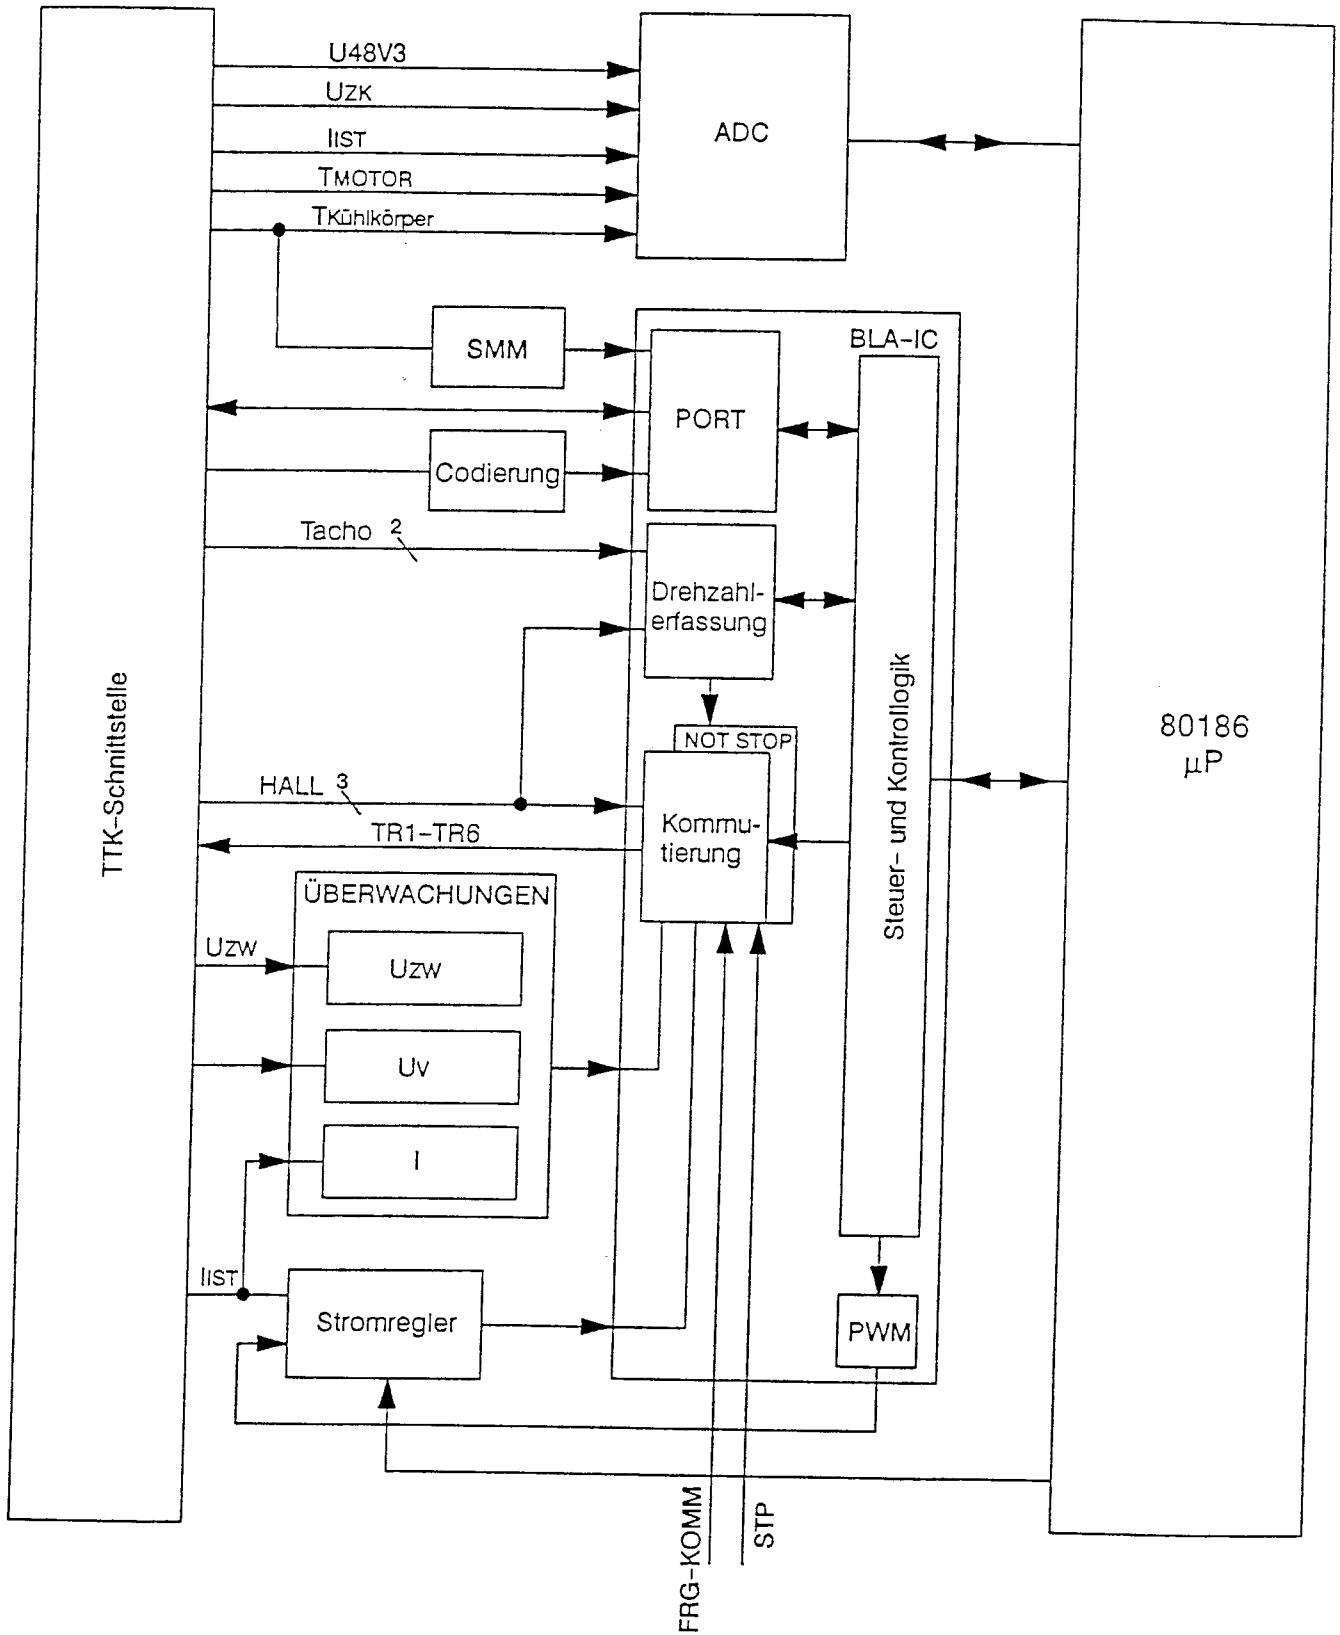 U48V3
UZK
IIST
TMOTOR
TKühlkörper
ADC
SMM
BLA-IC
PORT
Codierung
Tacho 2
Drehzahl-
erfassung
TTK-Schnittstelle
NOT STOP
HALL 3
TR1-TR6
Kommu-
tierung
Steuer- und Kontrollogik
80186
µP
ÜBERWACHUNGEN
UZW
UZW
UV
I
IIST
Stromregler
PWM
FRG-KOMM
STP